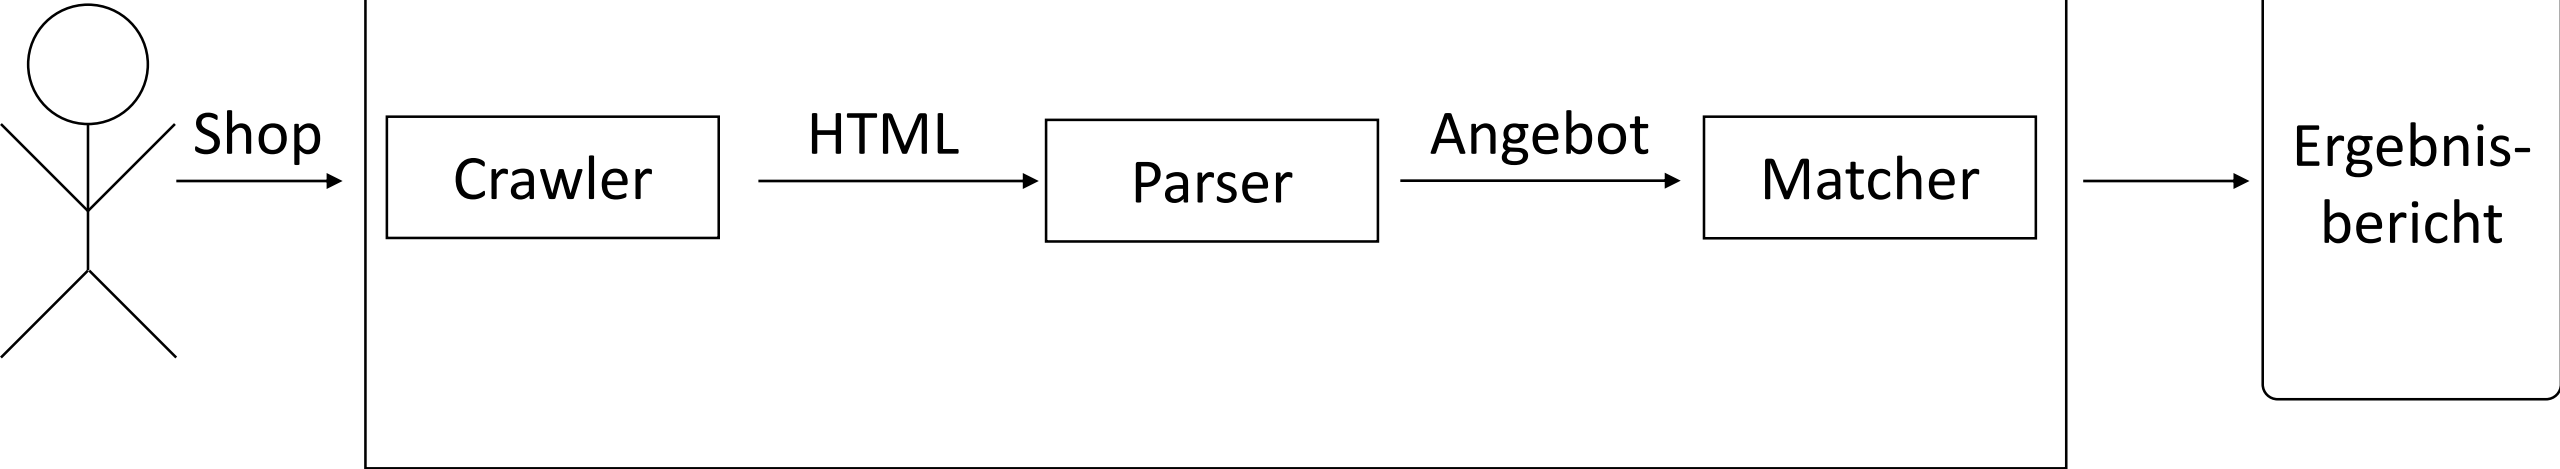 Shop
Crawler
HTML
Parser
Angebot
Matcher
Ergebnis-
bericht